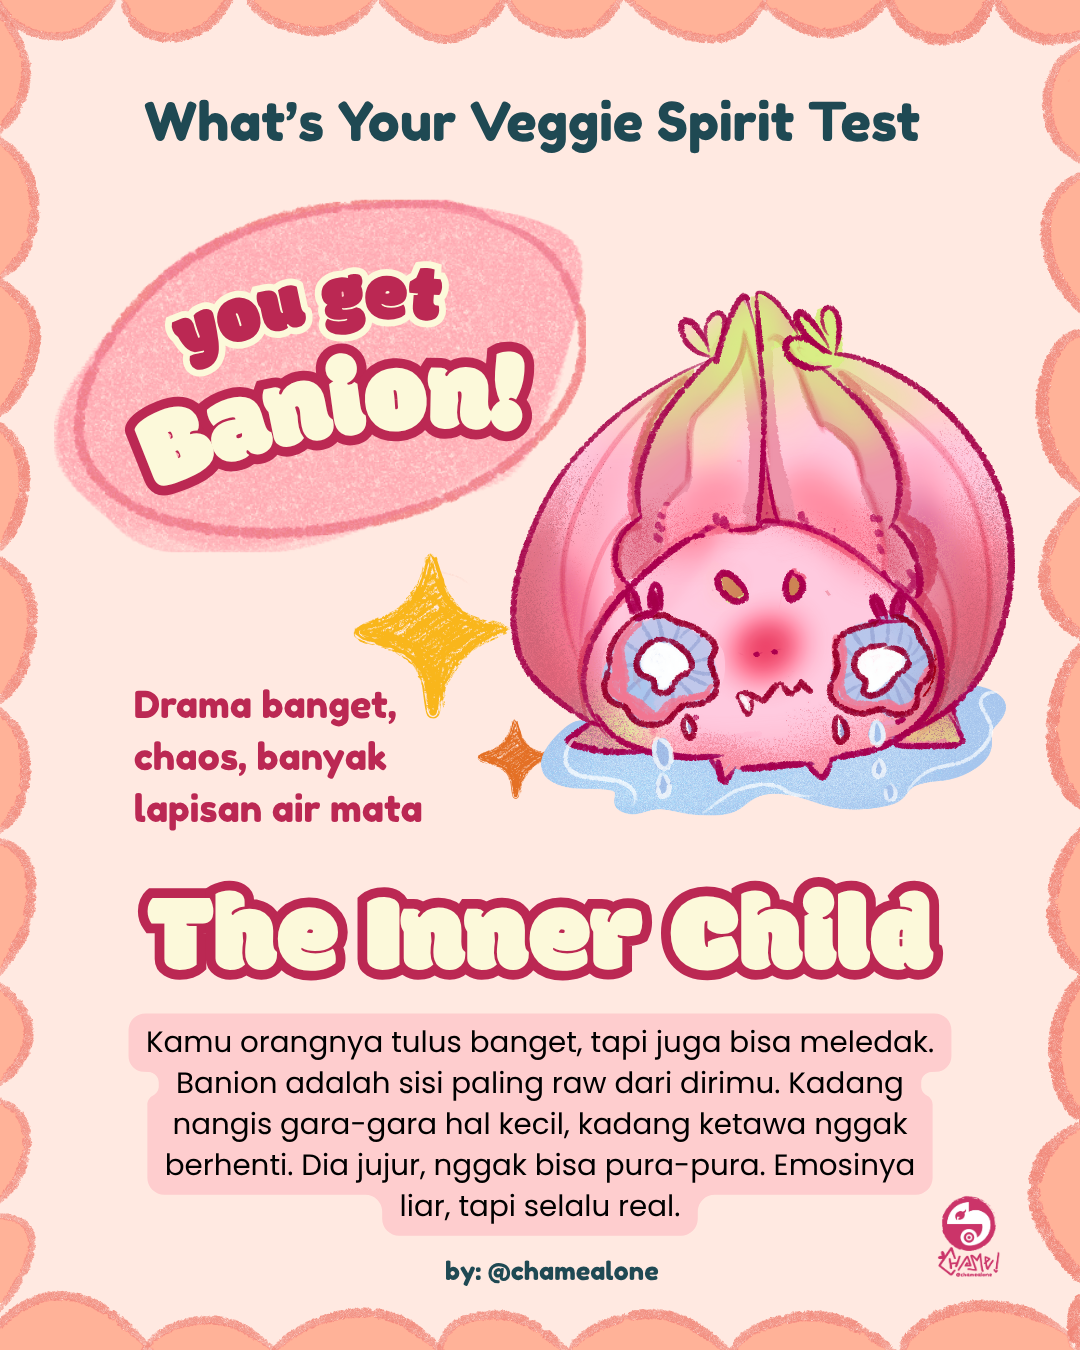 What's Your Veggie Spirit Test
you get
Banion!
Drama banget,
chaos, banyak
lapisan air mata
The Inner Child
Kamu orangnya tulus banget, tapi juga bisa meledak.
Banion adalah sisi paling raw dari dirimu. Kadang
nangis gara-gara hal kecil, kadang ketawa nggak
berhenti. Dia jujur, nggak bisa pura-pura. Emosinya
liar, tapi selalu real.
by: @chamealone
CHAME!
@chamealone